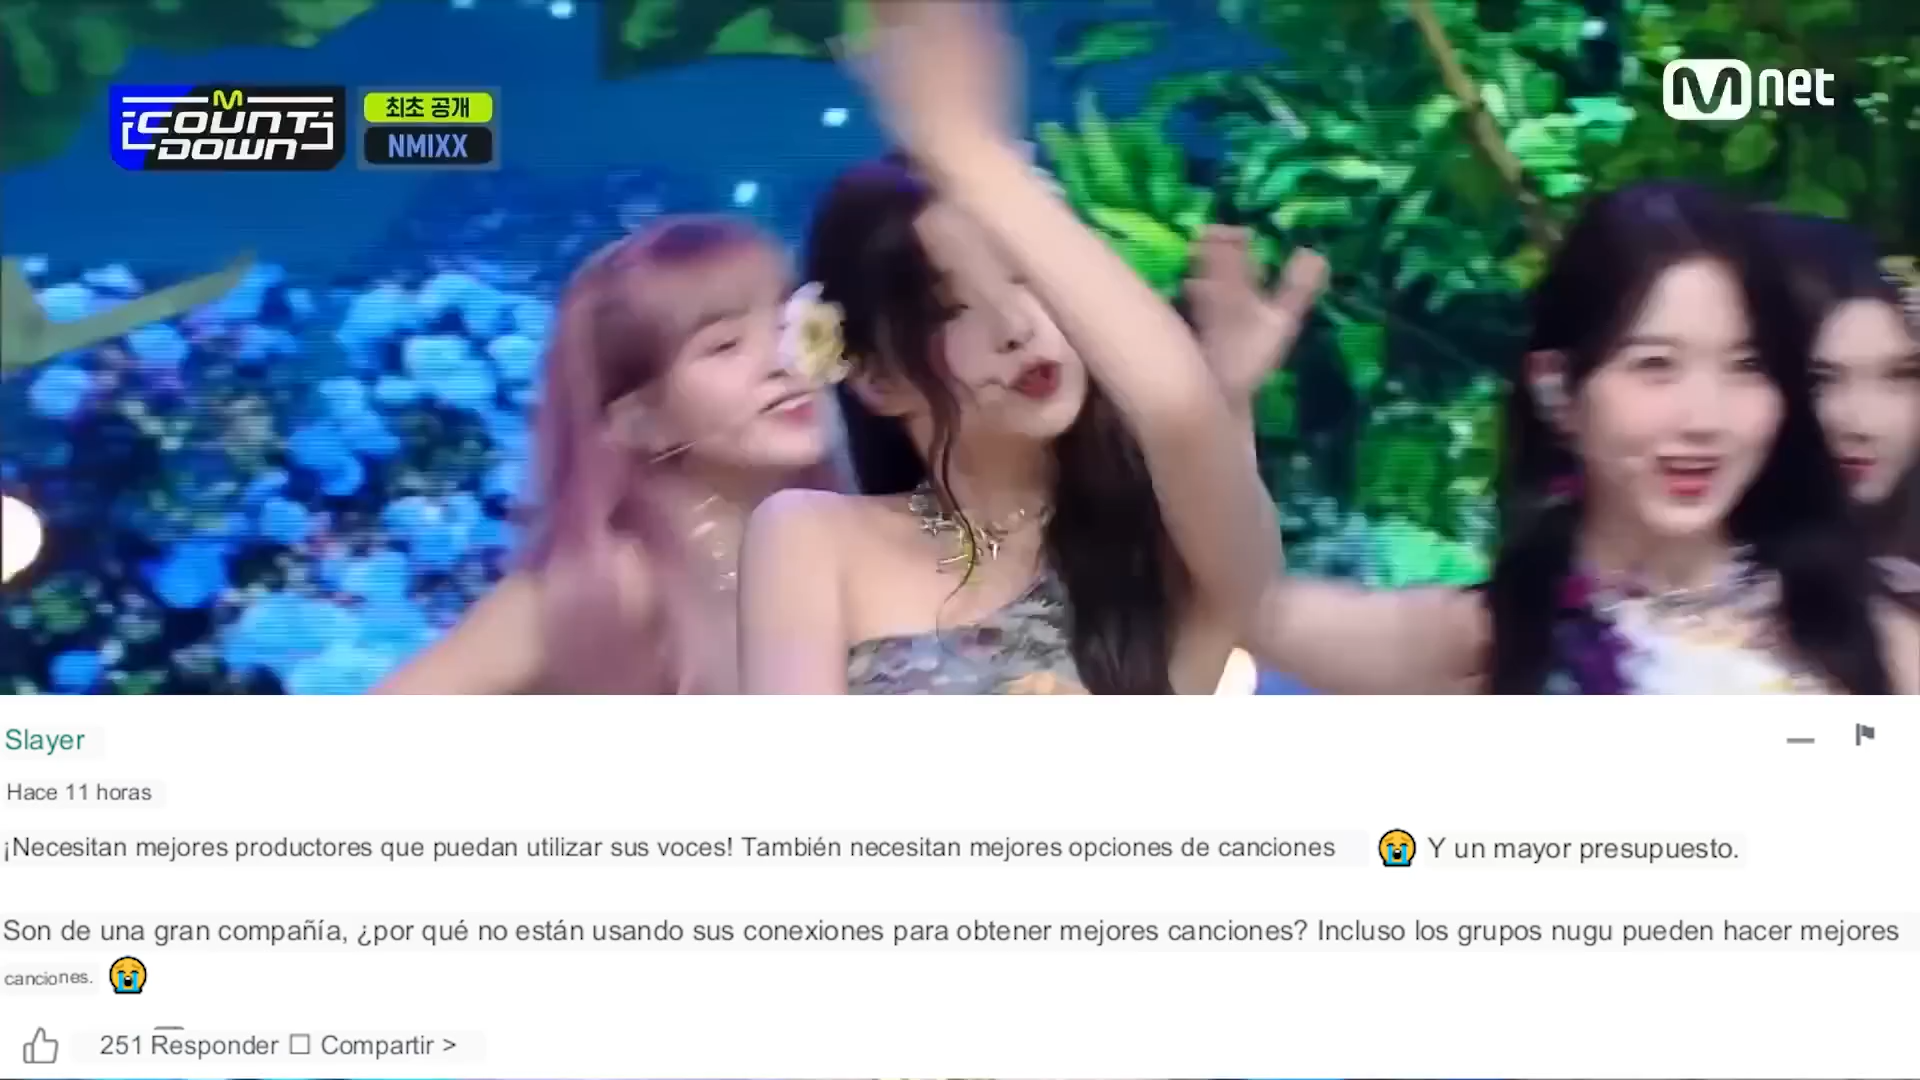 M
COUNT
DOWN
최초 공개
NMIXX
Mnet
Slayer
Hace 11 horas
¡Necesitan mejores productores que puedan utilizar sus voces! También necesitan mejores opciones de canciones 😭 Y un mayor presupuesto.
Son de una gran compañía, ¿por qué no están usando sus conexiones para obtener mejores canciones? Incluso los grupos nugu pueden hacer mejores
canciones. 😭
251 Responder ☐ Compartir >